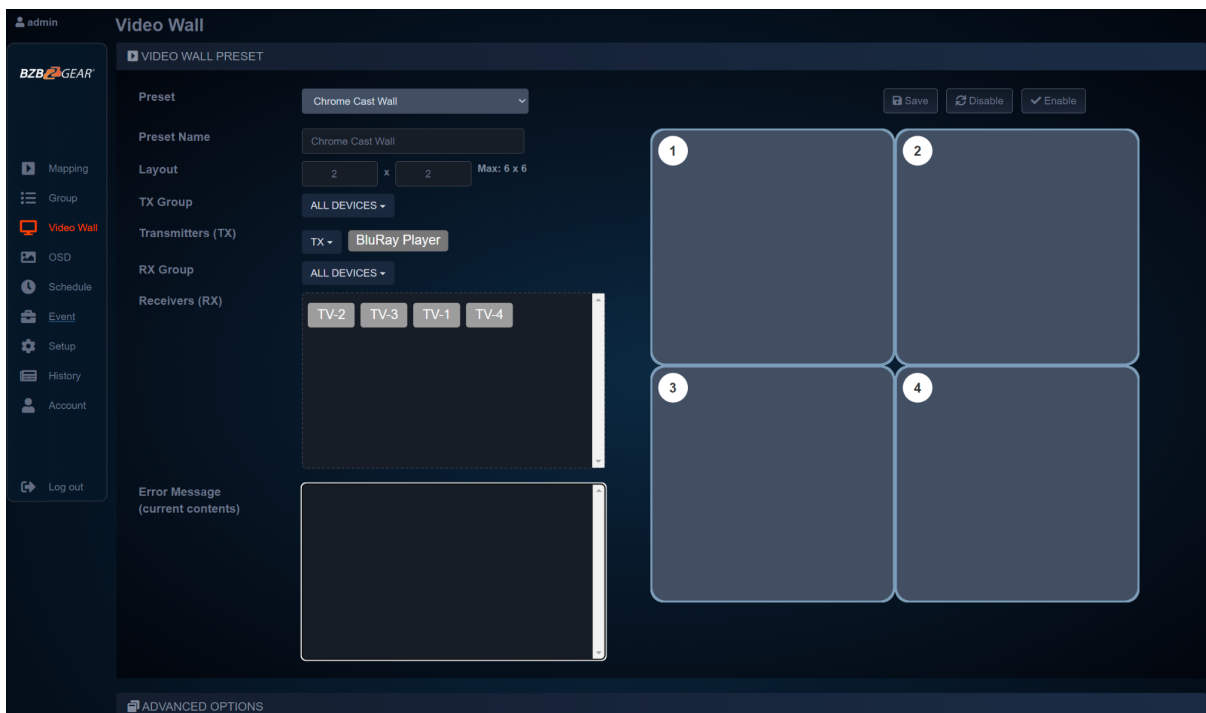 admin
Video Wall
BZBGEAR
VIDEO WALL PRESET
Preset
Chrome Cast Wall
Save
Disable
Enable
Preset Name
Chrome Cast Wall
Layout
2 x 2 Max: 6 x 6
TX Group
ALL DEVICES
Transmitters (TX)
TX
BluRay Player
RX Group
ALL DEVICES
Receivers (RX)
TV-2 TV-3 TV-1 TV-4
Error Message
(current contents)
1
2
3
4
Mapping
Group
Video Wall
OSD
Schedule
Event
Setup
History
Account
Log out
ADVANCED OPTIONS